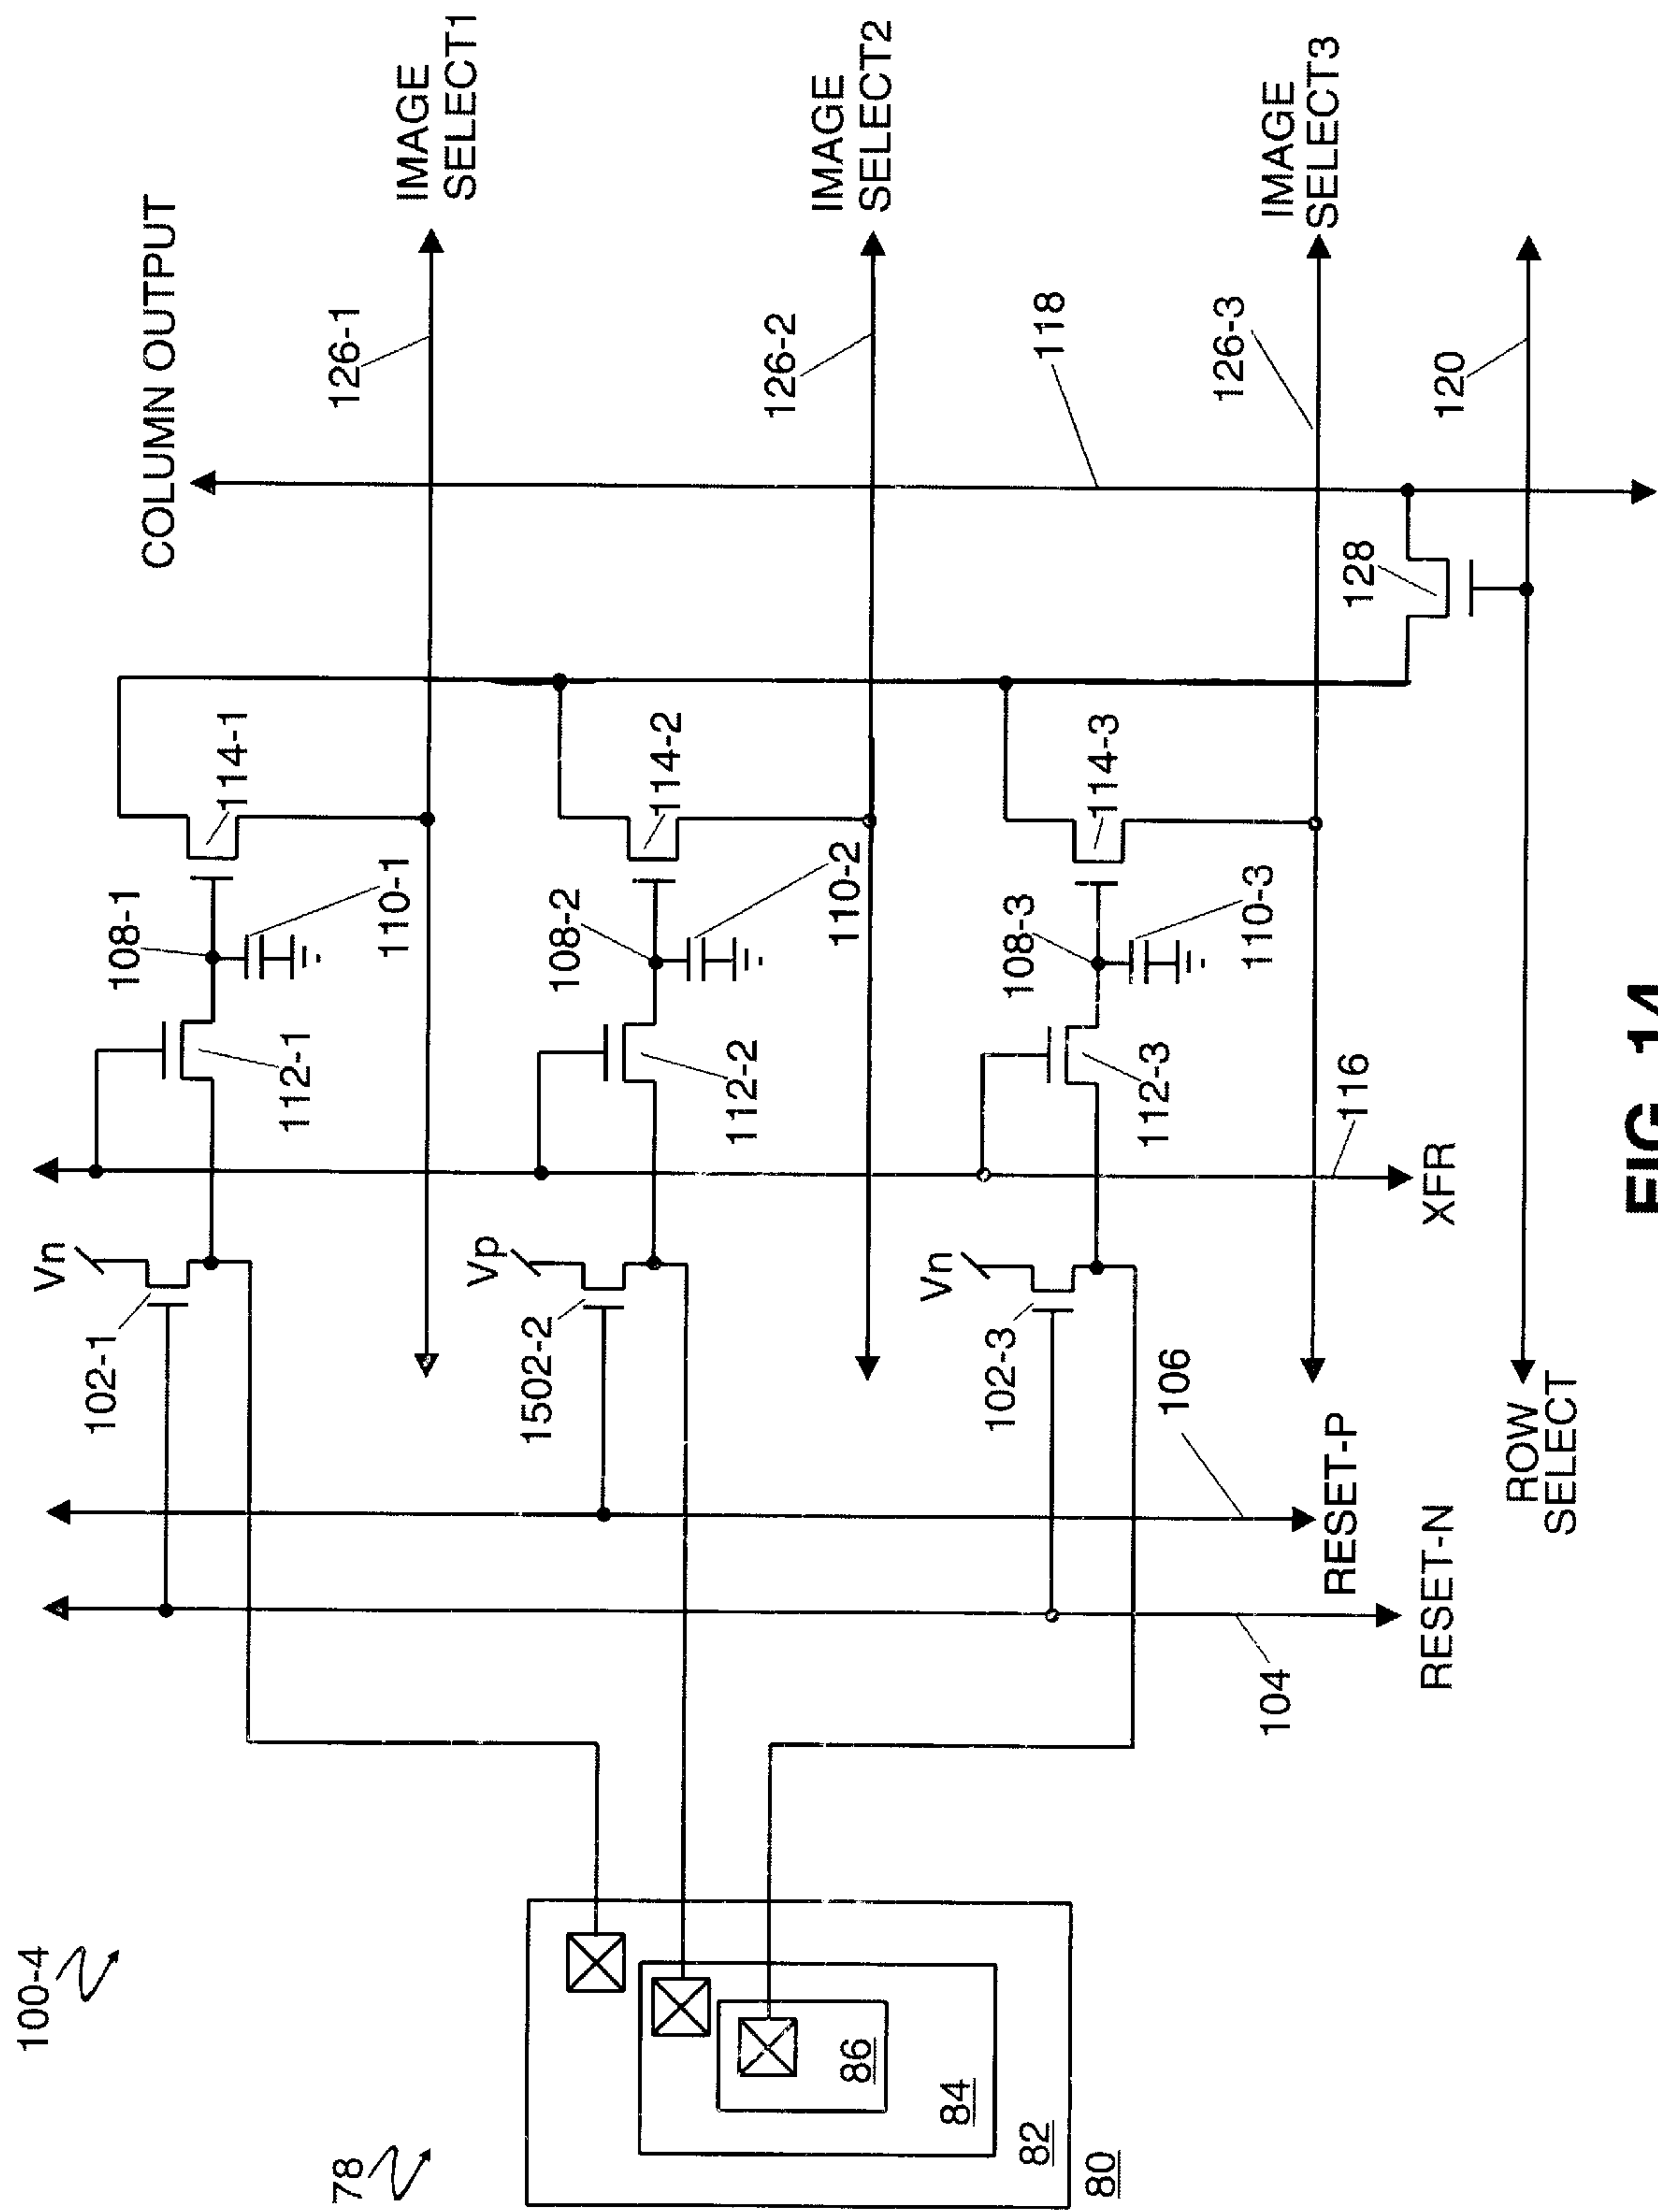 100-4
78
80
82
84
86
COLUMN OUTPUT
IMAGE
SELECT1
126-1
IMAGE
SELECT2
126-2
118
IMAGE
SELECT3
126-3
120
128
Vn
102-1
112-1
108-1
110-1
114-1
Vp
1502-2
112-2
108-2
110-2
114-2
Vn
102-3
112-3
108-3
110-3
114-3
116
XFR
106
RESET-P
104
RESET-N
ROW
SELECT